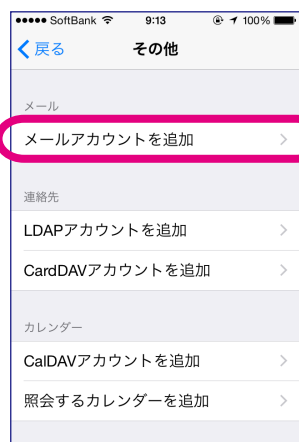 SoftBank 9:13 100%
戻る その他
メール
メールアカウントを追加
連絡先
LDAPアカウントを追加
CardDAVアカウントを追加
カレンダー
CalDAVアカウントを追加
照会するカレンダーを追加